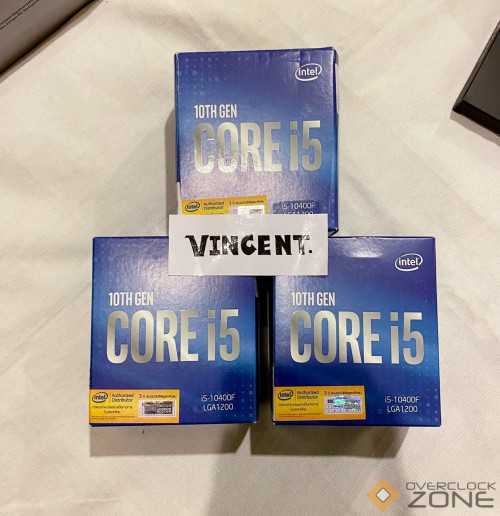 intel
10TH GEN
CORE i5
intel Authorized Distributor
i5-10400F
LGA1200
VINCENT.
10TH GEN
CORE i5
intel Authorized Distributor
i5-10400F
LGA1200
intel
10TH GEN
CORE i5
intel Authorized Distributor
i5-10400F
LGA1200
OVERCLOCK
ZONE